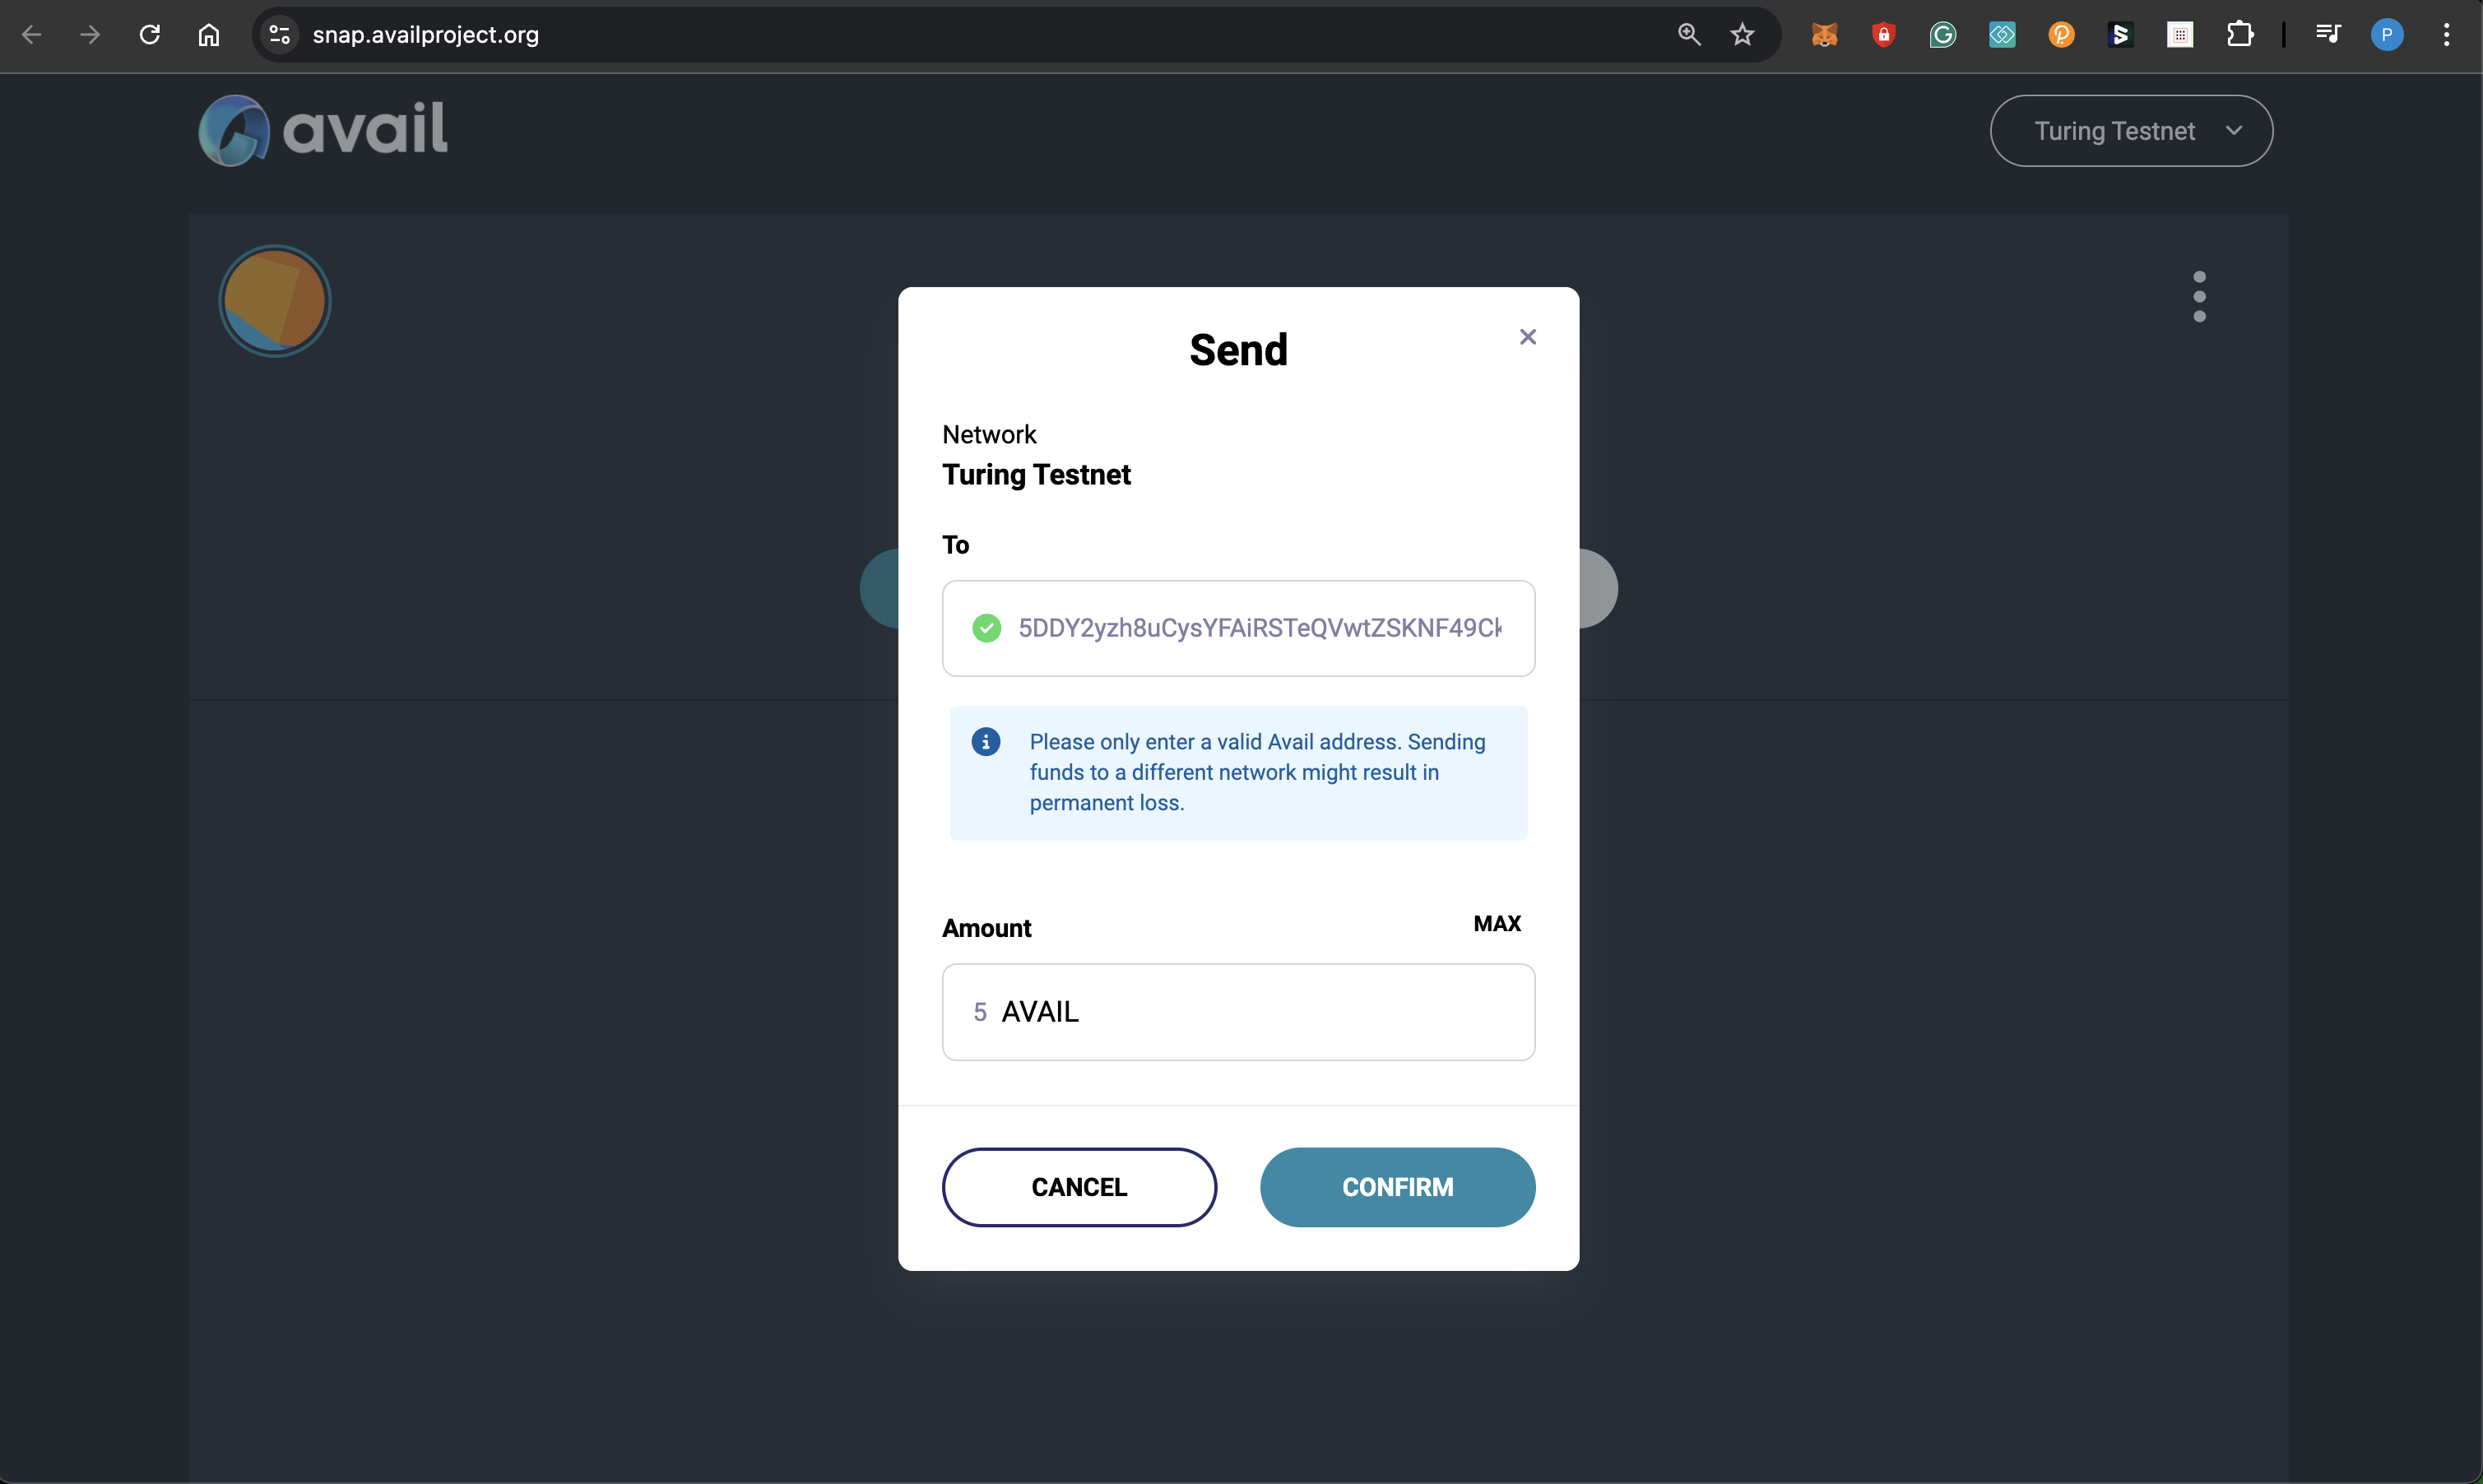 snap.availproject.org
P
avail
Turing Testnet
Send
Network
Turing Testnet
To
5DDY2yzh8uCysYFAiRSTeQVwtZSKNF49Ck
Please only enter a valid Avail address. Sending
funds to a different network might result in
permanent loss.
Amount
MAX
5 AVAIL
CANCEL
CONFIRM